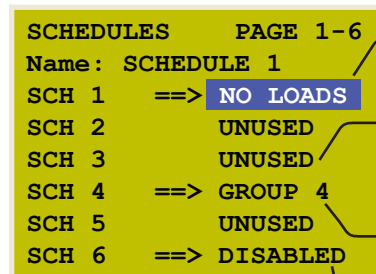 SCHEDULES PAGE 1-6
Name: SCHEDULE 1
SCH 1 ==> NO LOADS
SCH 2 UNUSED
SCH 3 UNUSED
SCH 4 ==> GROUP 4
SCH 5 UNUSED
SCH 6 ==> DISABLED